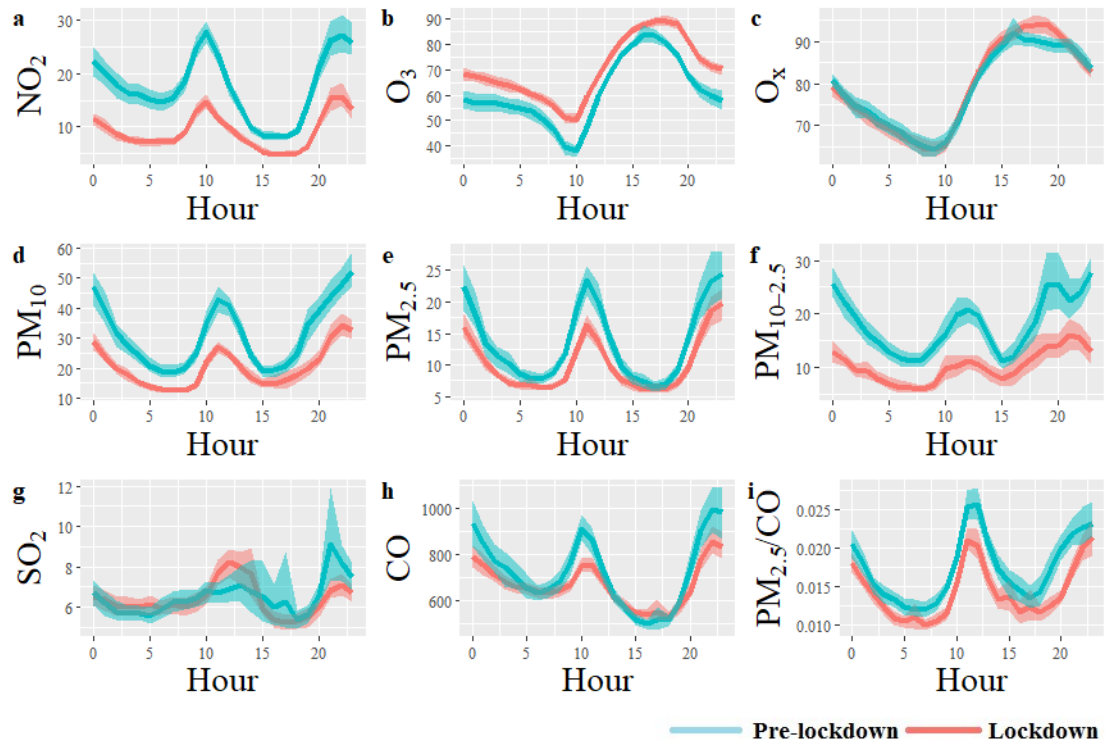 a
NO2
30
20
10
0 5 10 15 20
Hour
b
O3
90
80
70
60
50
40
0 5 10 15 20
Hour
c
Ox
90
80
70
0 5 10 15 20
Hour
d
PM10
60
50
40
30
20
10
0 5 10 15 20
Hour
e
PM2.5
25
20
15
10
5
0 5 10 15 20
Hour
f
PM10−2.5
30
20
10
0 5 10 15 20
Hour
g
SO2
12
10
8
6
0 5 10 15 20
Hour
h
CO
1000
800
600
0 5 10 15 20
Hour
i
PM2.5/CO
0.025
0.020
0.015
0.010
0 5 10 15 20
Hour
Pre-lockdown Lockdown